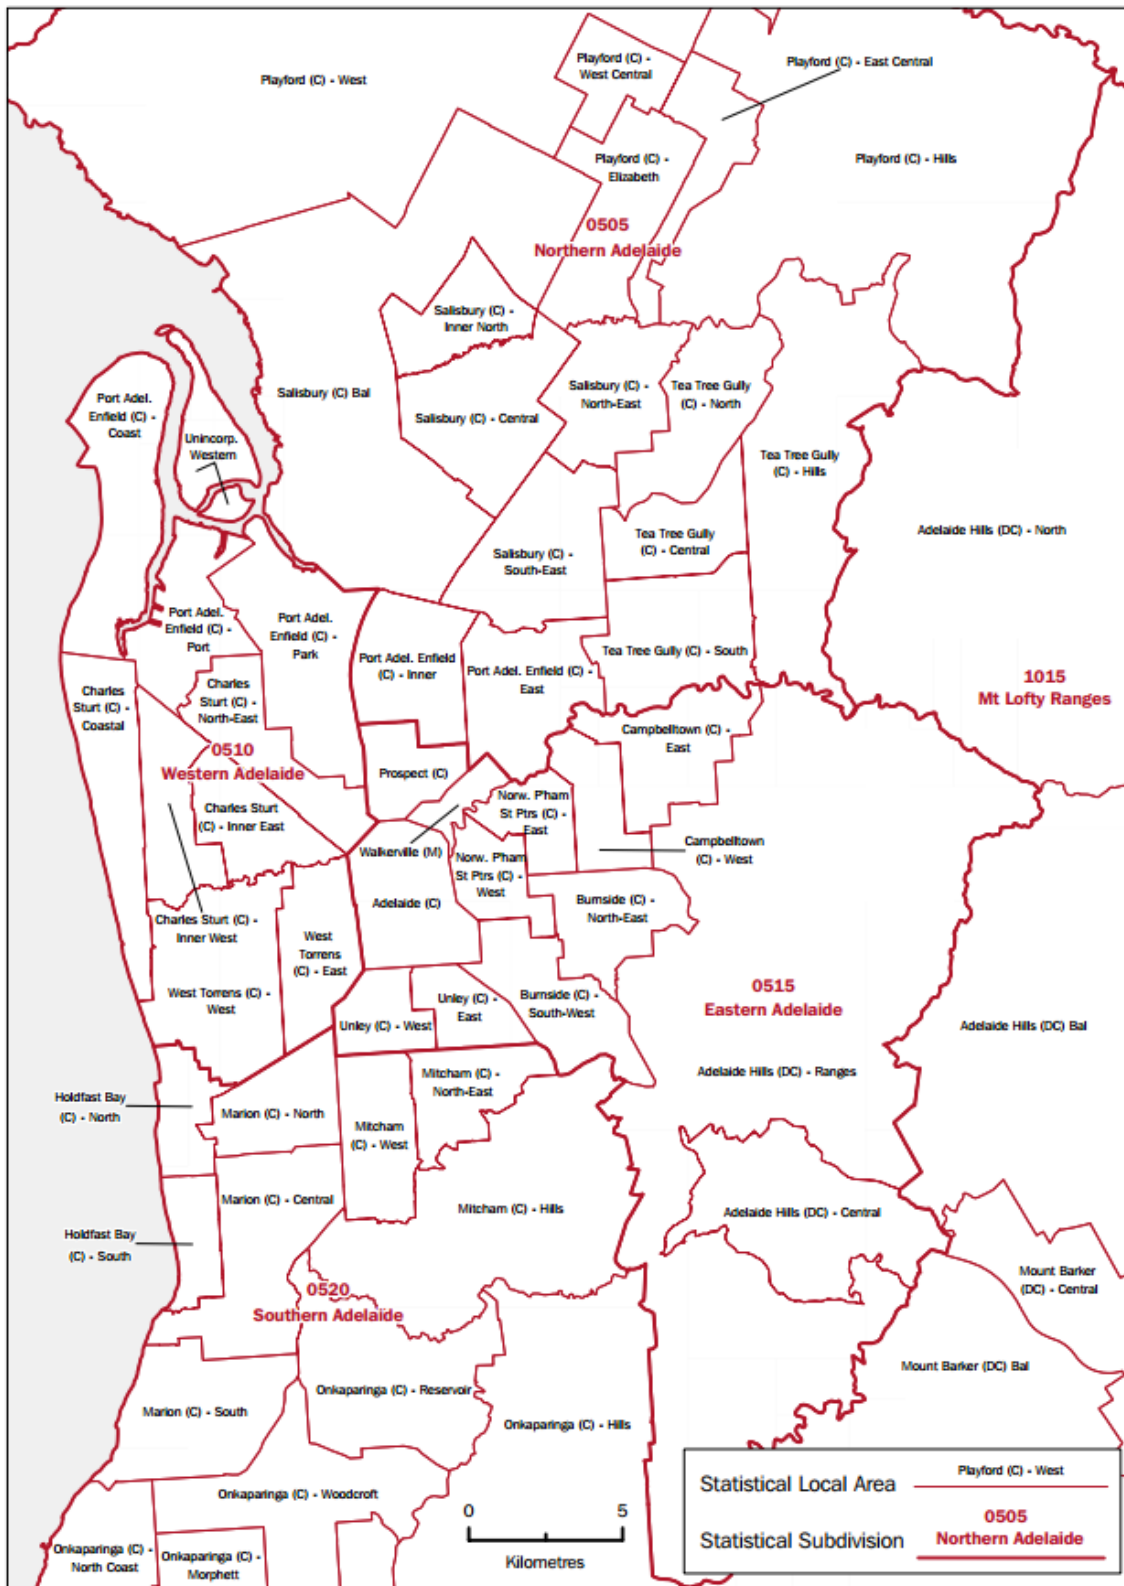 Playford (C) - West
Playford (C) -
West Central
Playford (C) - East Central
Playford (C) -
Elizabeth
Playford (C) - Hills
0505
Northern Adelaide
Salisbury (C) -
Inner North
Salisbury (C) Bal
Salisbury (C) - Central
Salisbury (C) -
North-East
Tea Tree Gully
(C) - North
Port Adel.
Enfield (C) -
Coast
Unincorp.
Western
Tea Tree Gully
(C) - Hills
Adelaide Hills (DC) - North
Salisbury (C) -
South-East
Tea Tree Gully
(C) - Central
Port Adel.
Enfield (C) -
Port
Port Adel.
Enfield (C) -
Park
Port Adel. Enfield
(C) - Inner
Port Adel. Enfield (C) -
East
Tea Tree Gully (C) - South
1015
Mt Lofty Ranges
Charles
Sturt (C) -
Coastal
Charles
Sturt (C) -
North-East
0510
Western Adelaide
Campbelltown (C) -
East
Prospect (C)
Charles Sturt
(C) - Inner East
Norw. Pham
St Ptrs (C) -
East
Walkerville (M)
Norw. Pham
St Ptrs (C) -
West
Campbelltown
(C) - West
Adelaide (C)
Burnside (C) -
North-East
Charles Sturt (C) -
Inner West
West
Torrens
(C) - East
West Torrens (C) -
West
Unley (C) - West
Unley (C) -
East
Burnside (C) -
South-West
0515
Eastern Adelaide
Adelaide Hills (DC) Bal
Adelaide Hills (DC) - Ranges
Holdfast Bay
(C) - North
Marion (C) - North
Mitcham
(C) - West
Mitcham (C) -
North-East
Marion (C) - Central
Mitcham (C) - Hills
Adelaide Hills (DC) - Central
Holdfast Bay
(C) - South
Mount Barker
(DC) - Central
0520
Southern Adelaide
Mount Barker (DC) Bal
Onkaparinga (C) - Reservoir
Marion (C) - South
Onkaparinga (C) - Hills
Onkaparinga (C) - Woodcroft
Onkaparinga (C) -
North Coast
Onkaparinga (C) -
Morphett
0 5
Kilometres
Statistical Local Area
Playford (C) - West
Statistical Subdivision
0505
Northern Adelaide